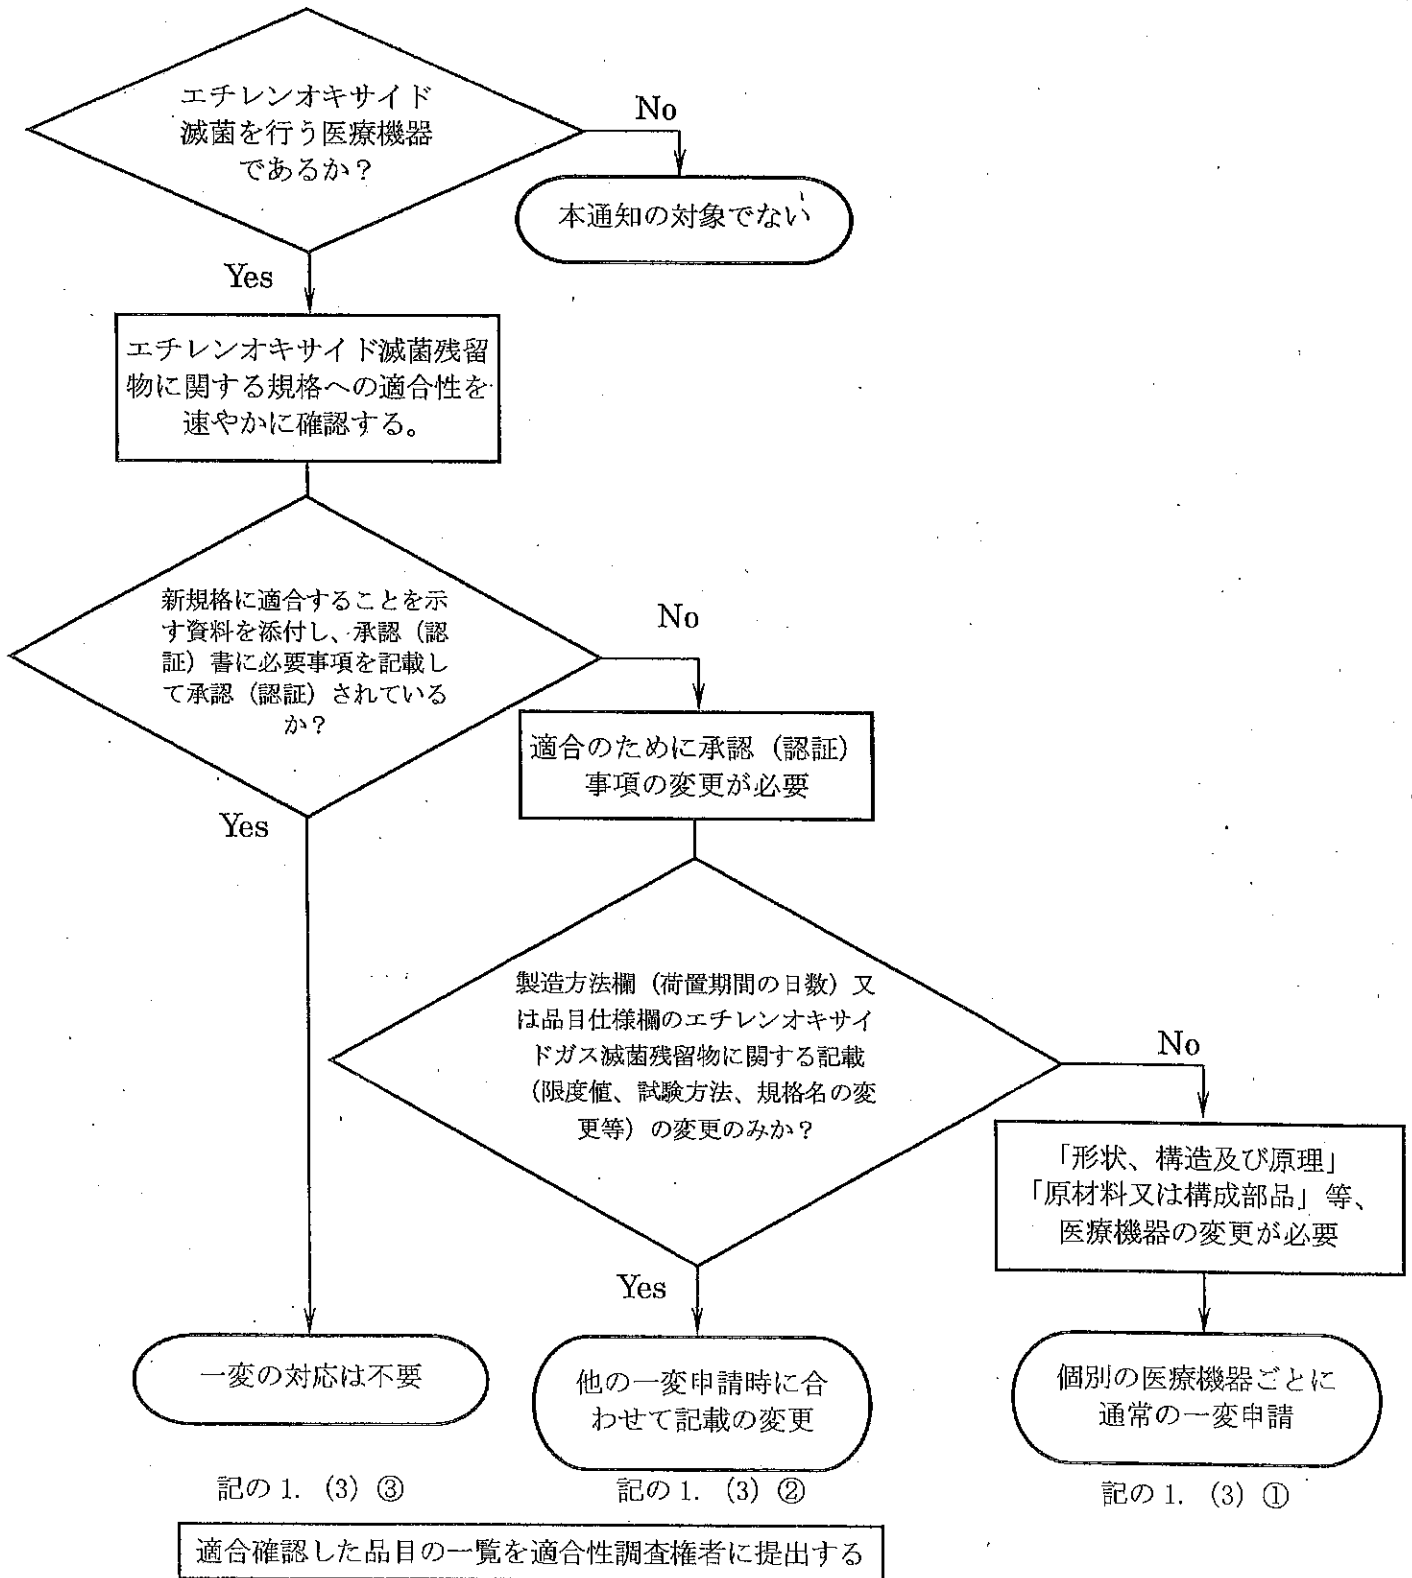 エチレンオキサイド
滅菌を行う医療機器
であるか？
No
本通知の対象でない
Yes
エチレンオキサイド滅菌残留
物に関する規格への適合性を
速やかに確認する。
新規格に適合することを示
す資料を添付し、承認（認
証）書に必要事項を記載し
て承認（認証）されている
か？
No
適合のために承認（認証）
事項の変更が必要
Yes
製造方法欄（荷置期間の日数）又
は品目仕様欄のエチレンオキサイ
ドガス滅菌残留物に関する記載
（限度値、試験方法、規格名の変
更等）の変更のみか？
No
「形状、構造及び原理」
「原材料又は構成部品」等、
医療機器の変更が必要
Yes
一変の対応は不要
他の一変申請時に合
わせて記載の変更
個別の医療機器ごとに
通常の一変申請
記の 1. (3) ③
記の 1. (3) ②
記の 1. (3) ①
適合確認した品目の一覧を適合性調査権者に提出する